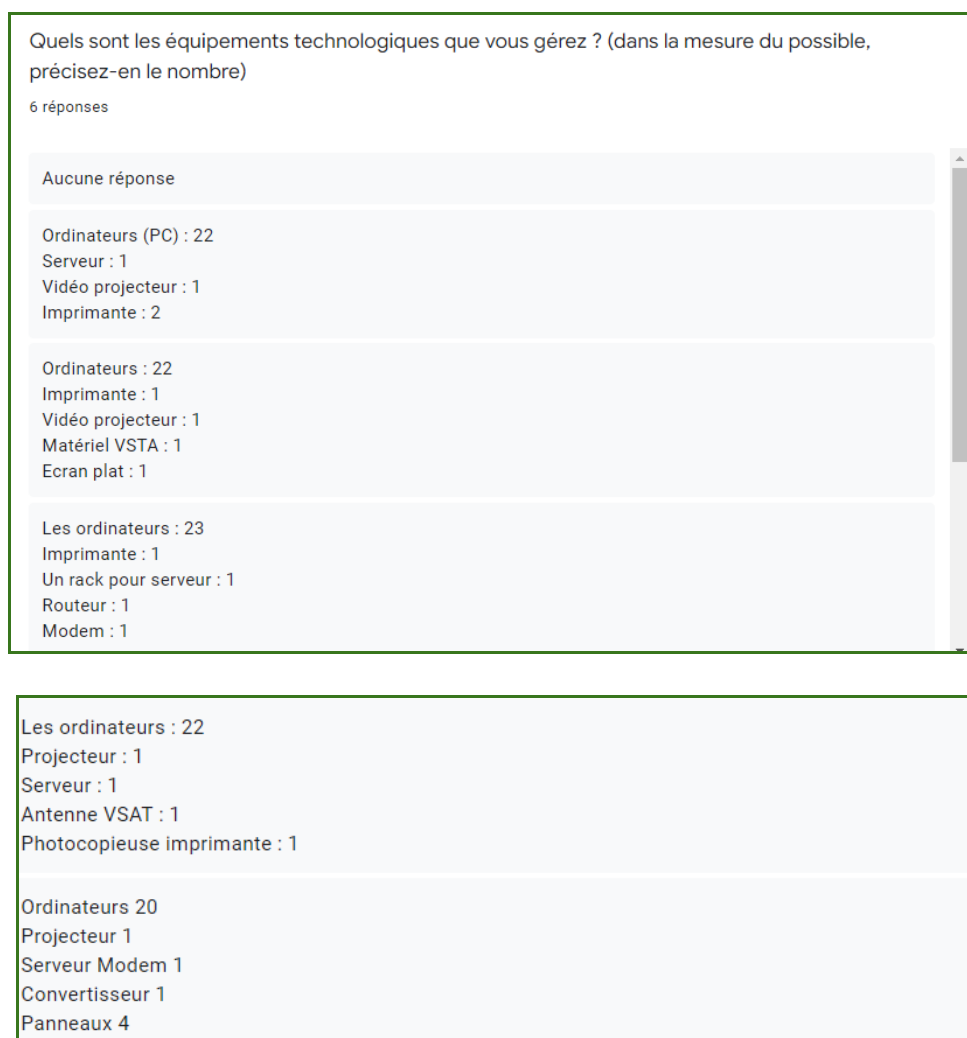 Quels sont les équipements technologiques que vous gérez ? (dans la mesure du possible,
précisez-en le nombre)
6 réponses
Aucune réponse
Ordinateurs (PC) : 22
Serveur : 1
Vidéo projecteur : 1
Imprimante : 2
Ordinateurs : 22
Imprimante : 1
Vidéo projecteur : 1
Matériel VSTA : 1
Ecran plat : 1
Les ordinateurs : 23
Imprimante : 1
Un rack pour serveur : 1
Routeur : 1
Modem : 1
Les ordinateurs : 22
Projecteur : 1
Serveur : 1
Antenne VSAT : 1
Photocopieuse imprimante : 1
Ordinateurs 20
Projecteur 1
Serveur Modem 1
Convertisseur 1
Panneaux 4